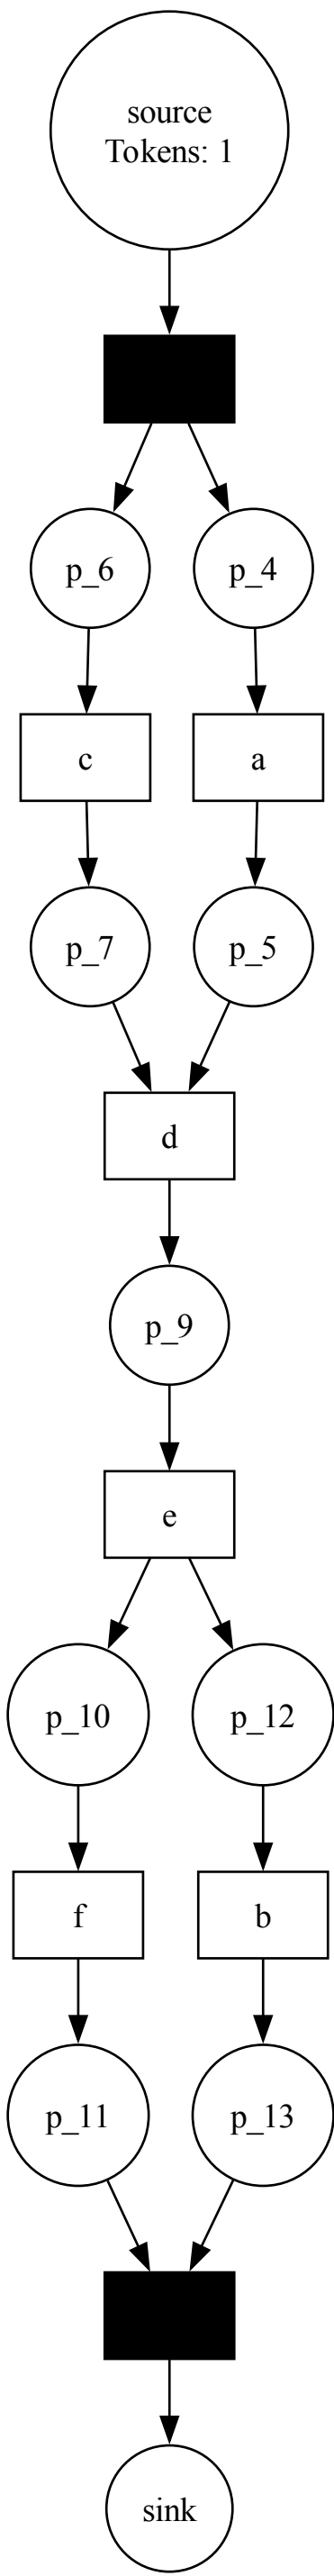 source
Tokens: 1
p_6
p_4
c
a
p_7
p_5
d
p_9
e
p_10
p_12
f
b
p_11
p_13
sink